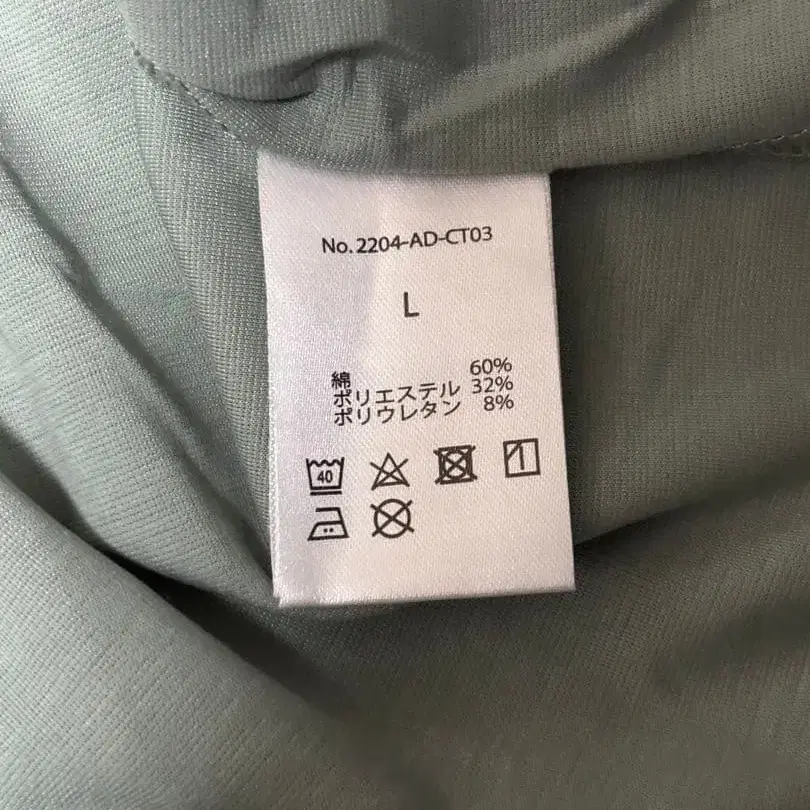 No. 2204-AD-CT03
L
綿 60%
ポリエステル 32%
ポリウレタン 8%
40